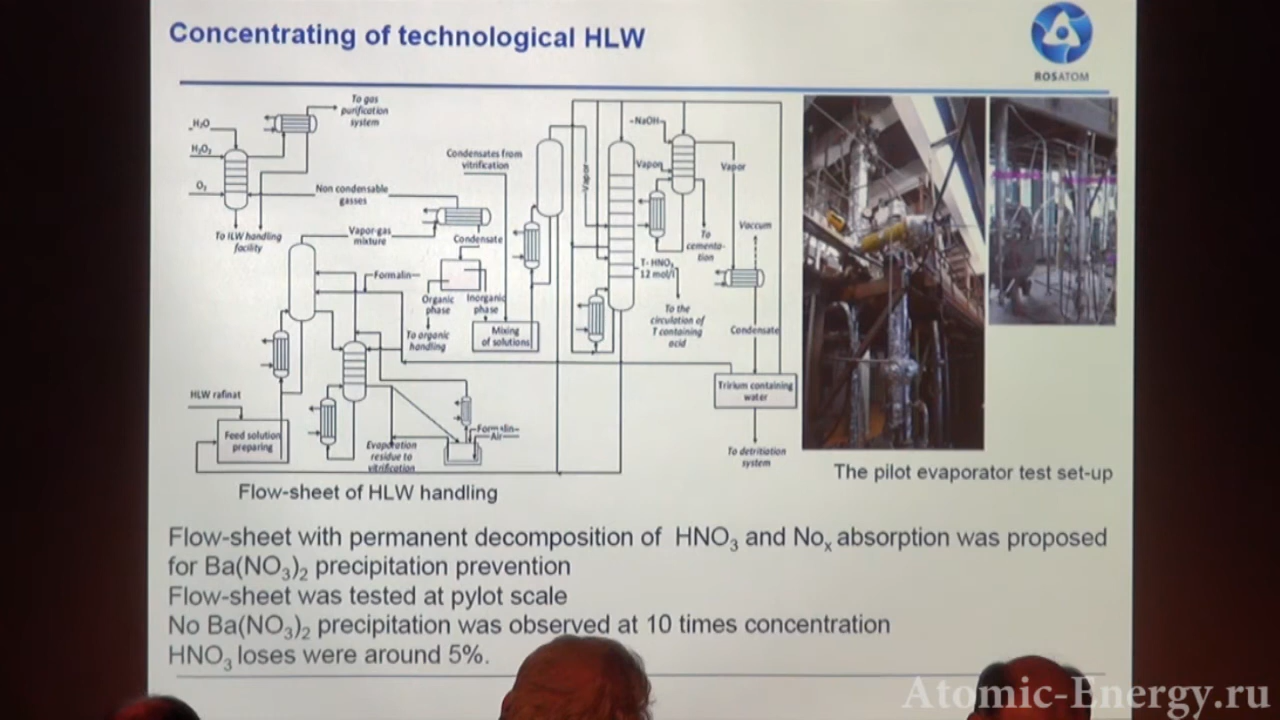 Concentrating of technological HLW
ROSATOM
To gas
purification
system
H₂O
H₂O₂
O₂
Non condensable
gasses
To ILW handling
facility
Vapor-gas
mixture
Condensates from
vitrification
Condensate
Formalin
Organic
phase
Inorganic
phase
To organic
handling
Mixing
of solutions
HLW rafinat
Feed solution
preparing
Evaporation
residue to
vitrification
Formalin
Air
Vapor
NaOH
Vapor
Vapor
To
cementa-
tion
Vaccum
T- HNO₃
12 mol/l
To the
circulation of
T containing
acid
Condensate
Tritium containing
water
To detritiation
system
Flow-sheet of HLW handling
The pilot evaporator test set-up
Flow-sheet with permanent decomposition of HNO₃ and Noₓ absorption was proposed
for Ba(NO₃)₂ precipitation prevention
Flow-sheet was tested at pylot scale
No Ba(NO₃)₂ precipitation was observed at 10 times concentration
HNO₃ loses were around 5%.
Atomic-Energy.ru